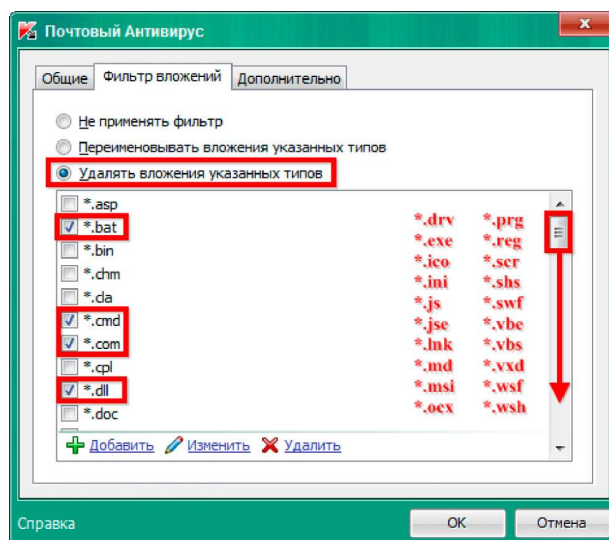 Почтовый Антивирус
Общие Фильтр вложений Дополнительно
Не применять фильтр
Переименовывать вложения указанных типов
Удалять вложения указанных типов
*.asp
*.bat
*.bin
*.chm
*.cla
*.cmd
*.com
*.cpl
*.dll
*.doc
*.drv *.prg
*.exe *.reg
*.ico *.scr
*.ini *.shs
*.js *.swf
*.jse *.vbe
*.lnk *.vbs
*.md *.vxd
*.msi *.wsf
*.ocx *.wsh
Добавить Изменить Удалить
Справка OK Отмена